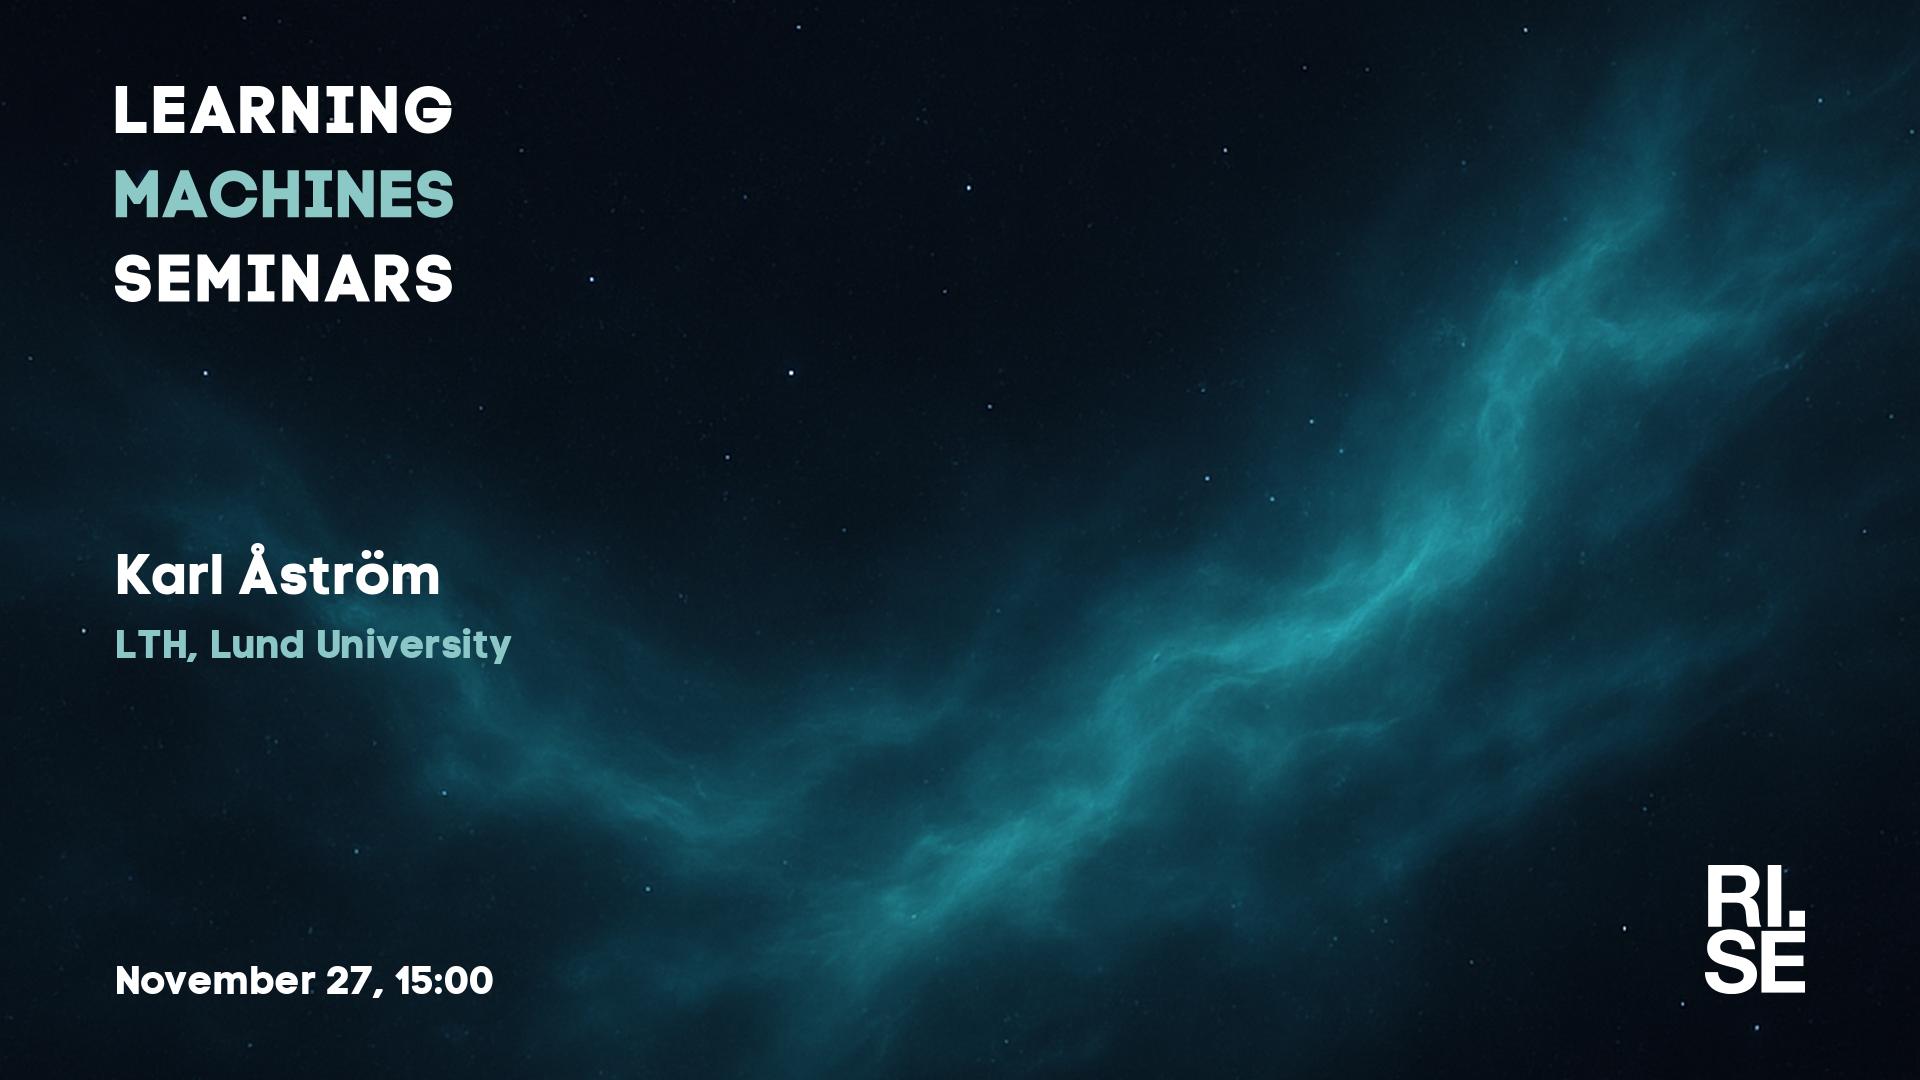 LEARNING
MACHINES
SEMINARS
Karl Åström
LTH, Lund University
November 27, 15:00
RI.
SE